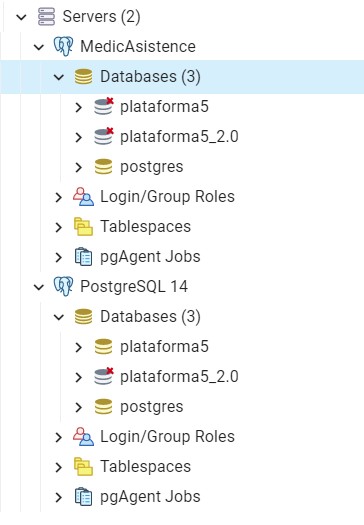 Servers (2)
MedicAsistence
Databases (3)
plataforma5
plataforma5_2.0
postgres
Login/Group Roles
Tablespaces
pgAgent Jobs
PostgreSQL 14
Databases (3)
plataforma5
plataforma5_2.0
postgres
Login/Group Roles
Tablespaces
pgAgent Jobs